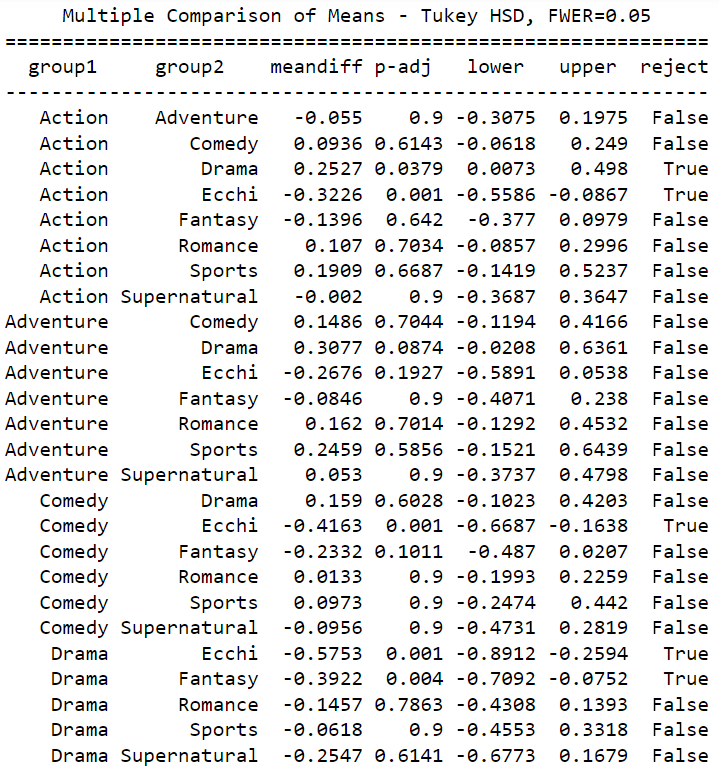 Multiple Comparison of Means - Tukey HSD, FWER=0.05
=============================================================
group1 group2 meandiff p-adj lower upper reject
-------------------------------------------------------------
Action Adventure -0.055 0.9 -0.3075 0.1975 False
Action Comedy 0.0936 0.6143 -0.0618 0.249 False
Action Drama 0.2527 0.0379 0.0073 0.498 True
Action Ecchi -0.3226 0.001 -0.5586 -0.0867 True
Action Fantasy -0.1396 0.642 -0.377 0.0979 False
Action Romance 0.107 0.7034 -0.0857 0.2996 False
Action Sports 0.1909 0.6687 -0.1419 0.5237 False
Action Supernatural -0.002 0.9 -0.3687 0.3647 False
Adventure Comedy 0.1486 0.7044 -0.1194 0.4166 False
Adventure Drama 0.3077 0.0874 -0.0208 0.6361 False
Adventure Ecchi -0.2676 0.1927 -0.5891 0.0538 False
Adventure Fantasy -0.0846 0.9 -0.4071 0.238 False
Adventure Romance 0.162 0.7014 -0.1292 0.4532 False
Adventure Sports 0.2459 0.5856 -0.1521 0.6439 False
Adventure Supernatural 0.053 0.9 -0.3737 0.4798 False
Comedy Drama 0.159 0.6028 -0.1023 0.4203 False
Comedy Ecchi -0.4163 0.001 -0.6687 -0.1638 True
Comedy Fantasy -0.2332 0.1011 -0.487 0.0207 False
Comedy Romance 0.0133 0.9 -0.1993 0.2259 False
Comedy Sports 0.0973 0.9 -0.2474 0.442 False
Comedy Supernatural -0.0956 0.9 -0.4731 0.2819 False
Drama Ecchi -0.5753 0.001 -0.8912 -0.2594 True
Drama Fantasy -0.3922 0.004 -0.7092 -0.0752 True
Drama Romance -0.1457 0.7863 -0.4308 0.1393 False
Drama Sports -0.0618 0.9 -0.4553 0.3318 False
Drama Supernatural -0.2547 0.6141 -0.6773 0.1679 False